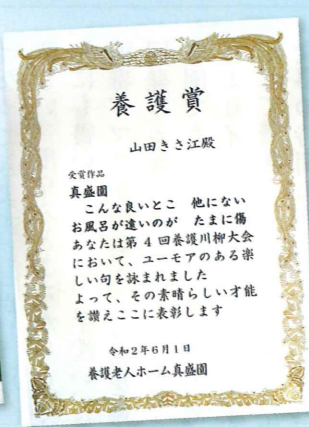 養護賞
山田きさ江殿
受賞作品
真盛園
こんな良いとこ 他にない
お風呂が遠いのが たまに傷
あなたは第4回養護川柳大会
において、ユーモアのある楽
しい句を詠まれました
よって、その素晴らしい才能
を讃えここに表彰します
令和2年6月1日
養護老人ホーム真盛園